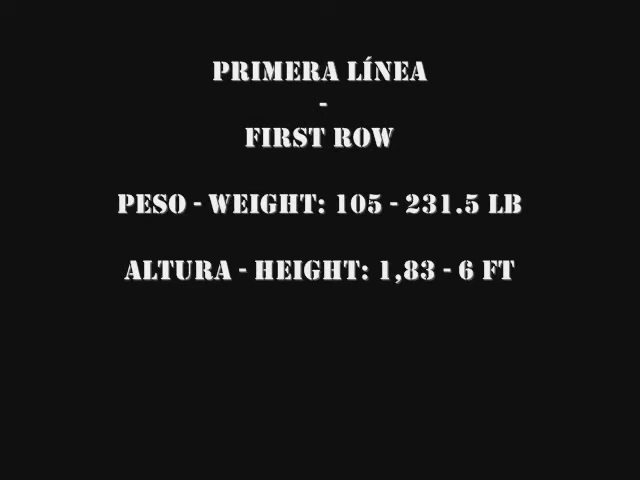 PRIMERA LÍNEA
-
FIRST ROW
PESO - WEIGHT: 105 - 231.5 LB
ALTURA - HEIGHT: 1,83 - 6 FT